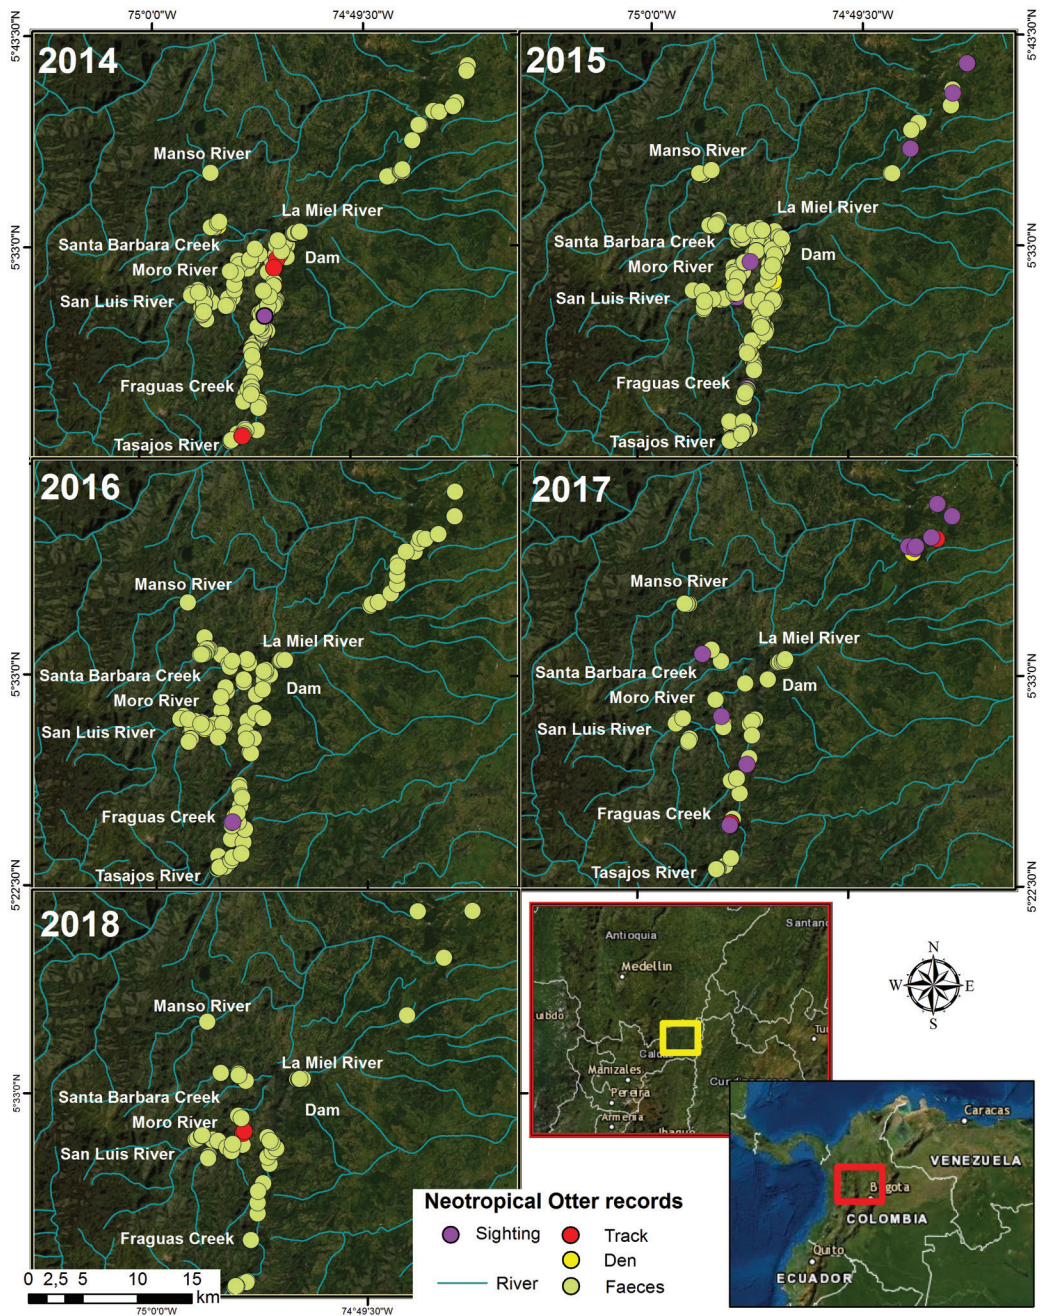 75°0'0"W 74°49'30"W 75°0'0"W 74°49'30"W
5°43'30"N 5°43'30"N
2014
Manso River
La Miel River
Santa Barbara Creek
Dam
Moro River
San Luis River
Fraguas Creek
Tasajos River
5°33'0"N
2015
Manso River
La Miel River
Santa Barbara Creek
Dam
Moro River
San Luis River
Fraguas Creek
Tasajos River
5°33'0"N
2016
Manso River
La Miel River
Santa Barbara Creek
Dam
Moro River
San Luis River
Fraguas Creek
Tasajos River
5°33'0"N
5°22'30"N
2017
Manso River
La Miel River
Santa Barbara Creek
Dam
Moro River
San Luis River
Fraguas Creek
Tasajos River
5°33'0"N
5°22'30"N
2018
Manso River
La Miel River
Santa Barbara Creek
Dam
Moro River
San Luis River
Fraguas Creek
5°33'0"N
0 2,5 5 10 15
km
75°0'0"W 74°49'30"W
Antioquia
Medellin
Manizales
Pereira
Armenia
N
W E
S
Caracas
VENEZUELA
Bogota
COLOMBIA
Quito
ECUADOR
Neotropical Otter records
Sighting
Track
Den
River
Faeces